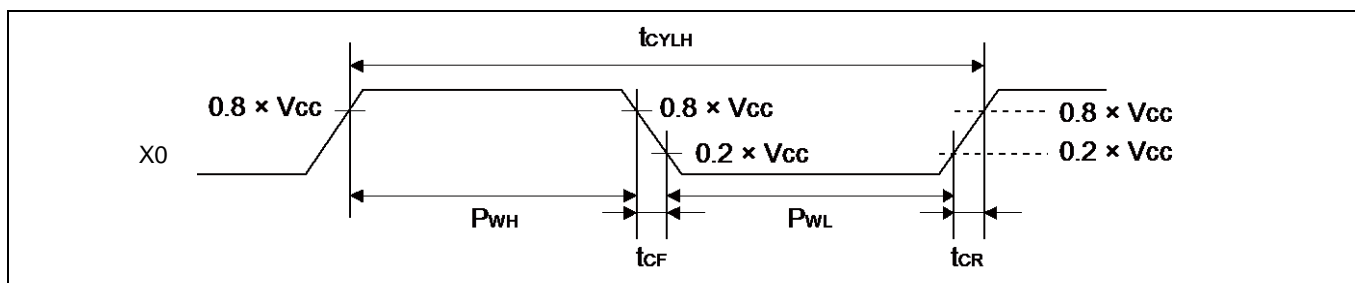 tCYLH
0.8 × Vcc
0.8 × Vcc
0.8 × Vcc
X0
0.2 × Vcc
0.2 × Vcc
PWH
PWL
tCF
tCR